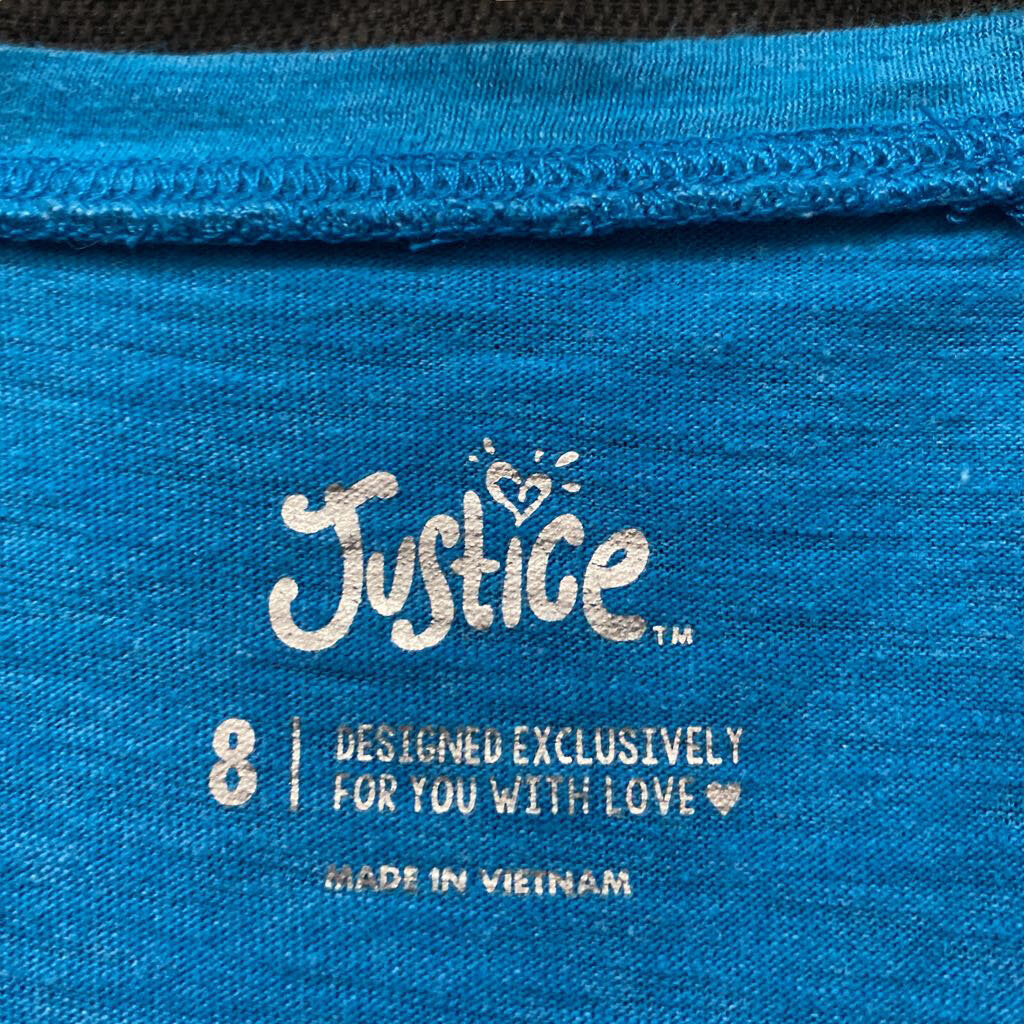 Justice™
8 | DESIGNED EXCLUSIVELY
FOR YOU WITH LOVE ♥
MADE IN VIETNAM